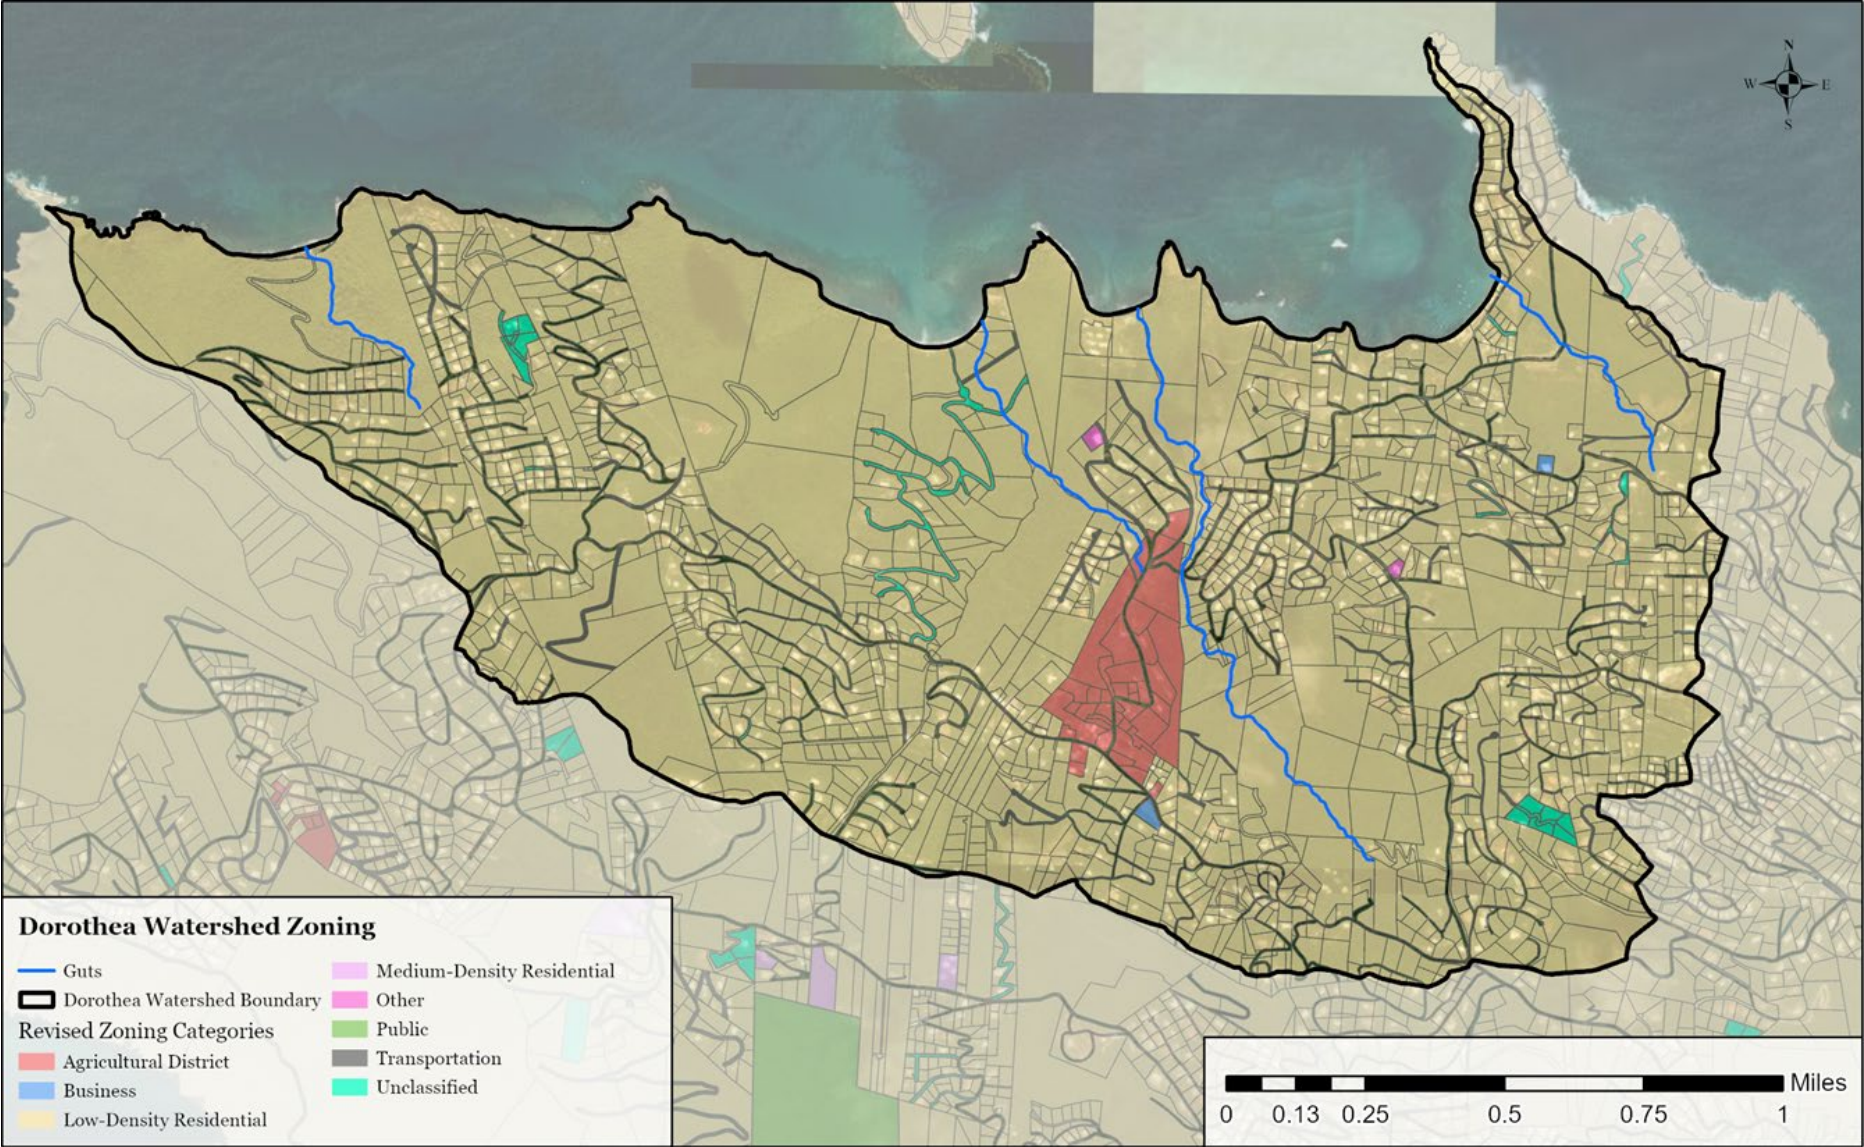 N
W E
S
Dorothea Watershed Zoning
Guts
Dorothea Watershed Boundary
Revised Zoning Categories
Agricultural District
Business
Low-Density Residential
Medium-Density Residential
Other
Public
Transportation
Unclassified
Miles
0 0.13 0.25 0.5 0.75 1